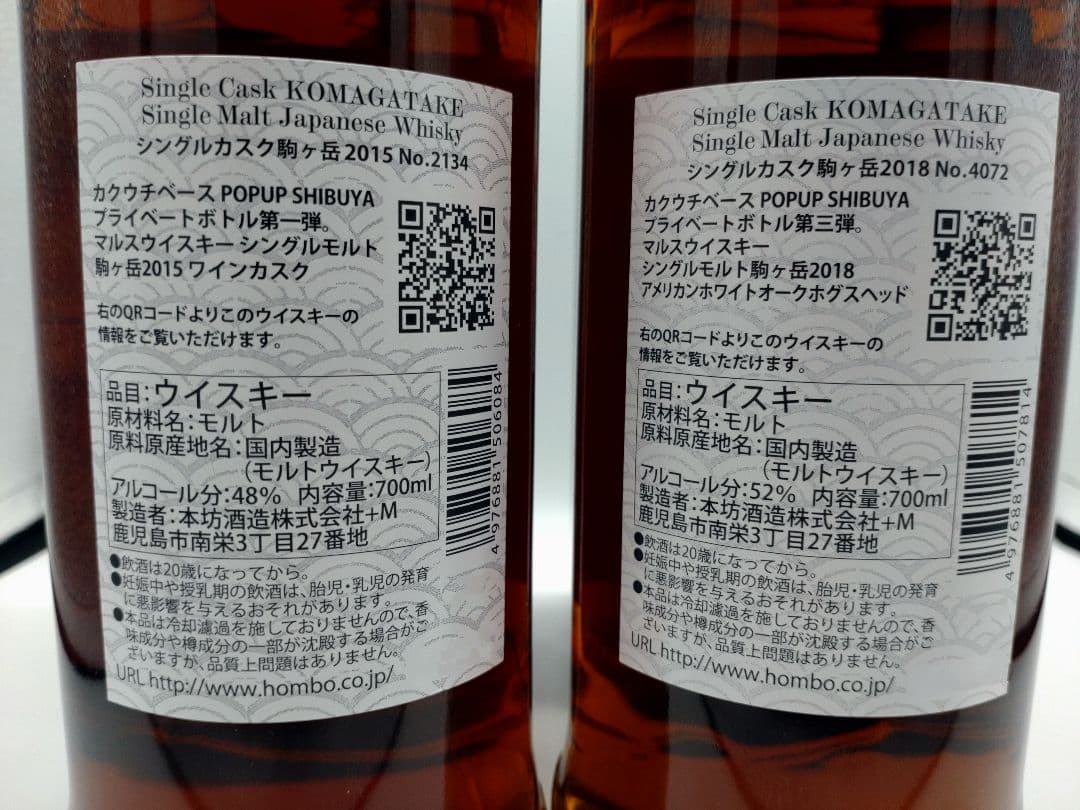 Single Cask KOMAGATAKE
Single Malt Japanese Whisky
シングルカスク駒ヶ岳2015 No.2134
カクウチベース POPUP SHIBUYA
プライベートボトル第一弾。
マルスウイスキー シングルモルト
駒ヶ岳2015 ワインカスク
右のQRコードよりこのウイスキーの
情報をご覧いただけます。
品目：ウイスキー
原材料名：モルト
原料原産地名：国内製造
（モルトウイスキー）
アルコール分：48% 内容量：700ml
製造者：本坊酒造株式会社+M
鹿児島市南栄3丁目27番地
4 976881 506084
●飲酒は20歳になってから。
●妊娠中や授乳期の飲酒は、胎児・乳児の発育
に悪影響を与えるおそれがあります。
●本品は冷却濾過を施しておりませんので、香
味成分や樽成分の一部が沈殿する場合がご
ざいますが、品質上問題はありません。
URL http://www.hombo.co.jp/
Single Cask KOMAGATAKE
Single Malt Japanese Whisky
シングルカスク駒ヶ岳2018 No.4072
カクウチベース POPUP SHIBUYA
プライベートボトル第三弾。
マルスウイスキー
シングルモルト駒ヶ岳2018
アメリカンホワイトオークホグスヘッド
右のQRコードよりこのウイスキーの
情報をご覧いただけます。
品目：ウイスキー
原材料名：モルト
原料原産地名：国内製造
（モルトウイスキー）
アルコール分：52% 内容量：700ml
製造者：本坊酒造株式会社+M
鹿児島市南栄3丁目27番地
4 976881 507814
●飲酒は20歳になってから。
●妊娠中や授乳期の飲酒は、胎児・乳児の発育
に悪影響を与えるおそれがあります。
●本品は冷却濾過を施しておりませんので、香
味成分や樽成分の一部が沈殿する場合がご
ざいますが、品質上問題はありません。
URL http://www.hombo.co.jp/